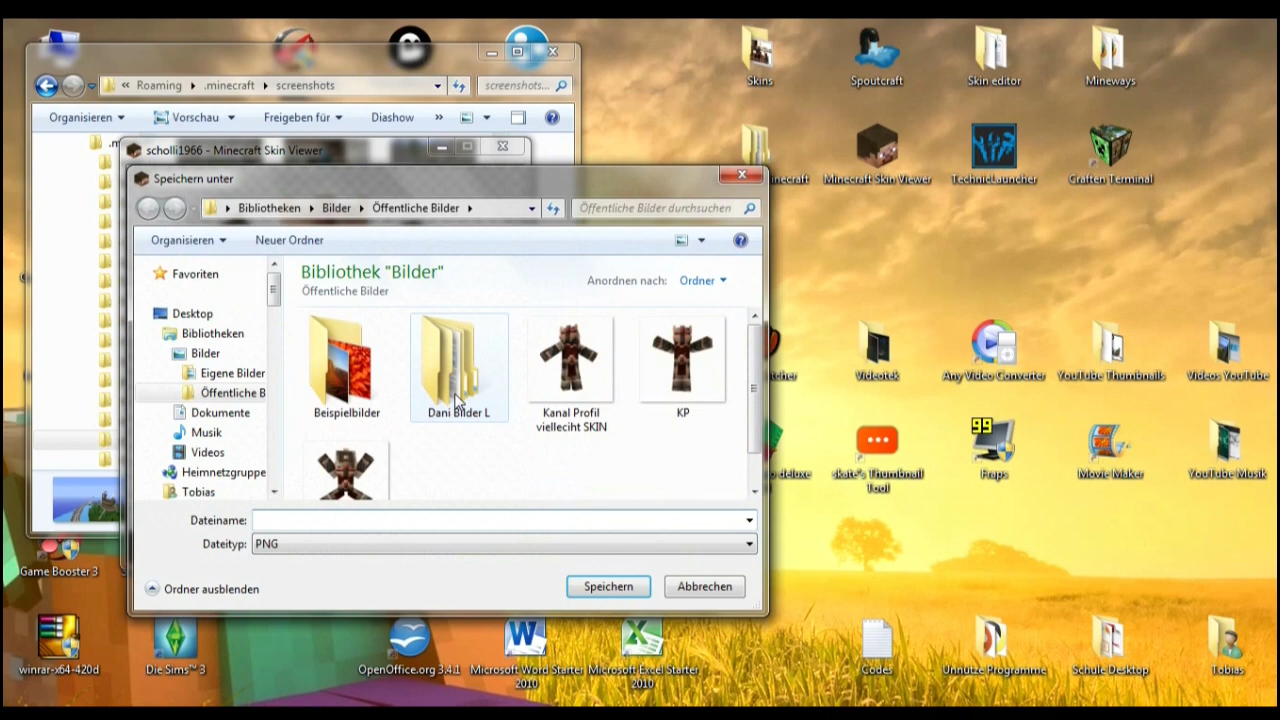 Roaming
.minecraft
screenshots
screenshots...
Organisieren
Vorschau
Freigeben für
Diashow
»
scholli1966 - Minecraft Skin Viewer
Speichern unter
Bibliotheken
Bilder
Öffentliche Bilder
Öffentliche Bilder durchsuchen
Organisieren
Neuer Ordner
Favoriten
Desktop
Bibliotheken
Bilder
Eigene Bilder
Öffentliche B
Dokumente
Musik
Videos
Heimnetzgruppe
Tobias
Bibliothek "Bilder"
Öffentliche Bilder
Anordnen nach:
Ordner
Beispielbilder
Dani Bilder L
Kanal Profil
vielleciht SKIN
KP
Dateiname:
Dateityp:
PNG
Ordner ausblenden
Speichern
Abbrechen
Skins
Spoutcraft
Skin editor
Mineways
Minecraft Skin Viewer
TechnicLauncher
Craften Terminal
Videotek
Any Video Converter
YouTube Thumbnails
Videos YouTube
skate's Thumbnail
Tool
99
Fraps
Movie Maker
YouTube Musik
Game Booster 3
winrar-x64-420d
Die Sims™ 3
OpenOffice.org 3.4.1
Microsoft Word Starter
2010
Microsoft Excel Starter
2010
Codes
Unnütze Programme
Schule Desktop
Tobias